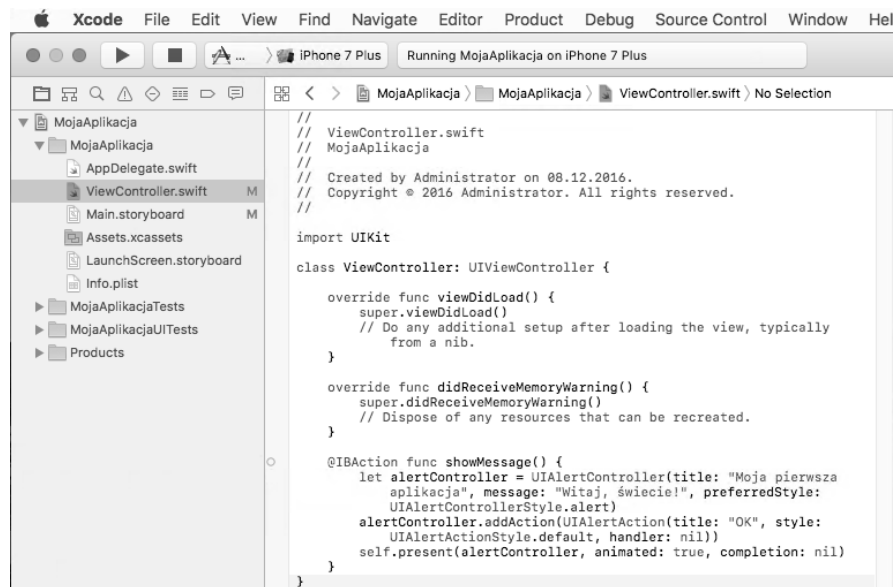 Xcode File Edit View Find Navigate Editor Product Debug Source Control Window Hel
... iPhone 7 Plus Running MojaAplikacja on iPhone 7 Plus
MojaAplikacja MojaAplikacja ViewController.swift No Selection
MojaAplikacja
MojaAplikacja
AppDelegate.swift
ViewController.swift M
Main.storyboard M
Assets.xcassets
LaunchScreen.storyboard
Info.plist
MojaAplikacjaTests
MojaAplikacjaUITests
Products
//
// ViewController.swift
// MojaAplikacja
//
// Created by Administrator on 08.12.2016.
// Copyright © 2016 Administrator. All rights reserved.
//
import UIKit
class ViewController: UIViewController {
override func viewDidLoad() {
super.viewDidLoad()
// Do any additional setup after loading the view, typically
from a nib.
}
override func didReceiveMemoryWarning() {
super.didReceiveMemoryWarning()
// Dispose of any resources that can be recreated.
}
@IBAction func showMessage() {
let alertController = UIAlertController(title: "Moja pierwsza
aplikacja", message: "Witaj, świecie!", preferredStyle:
UIAlertControllerStyle.alert)
alertController.addAction(UIAlertAction(title: "OK", style:
UIAlertActionStyle.default, handler: nil))
self.present(alertController, animated: true, completion: nil)
}
}